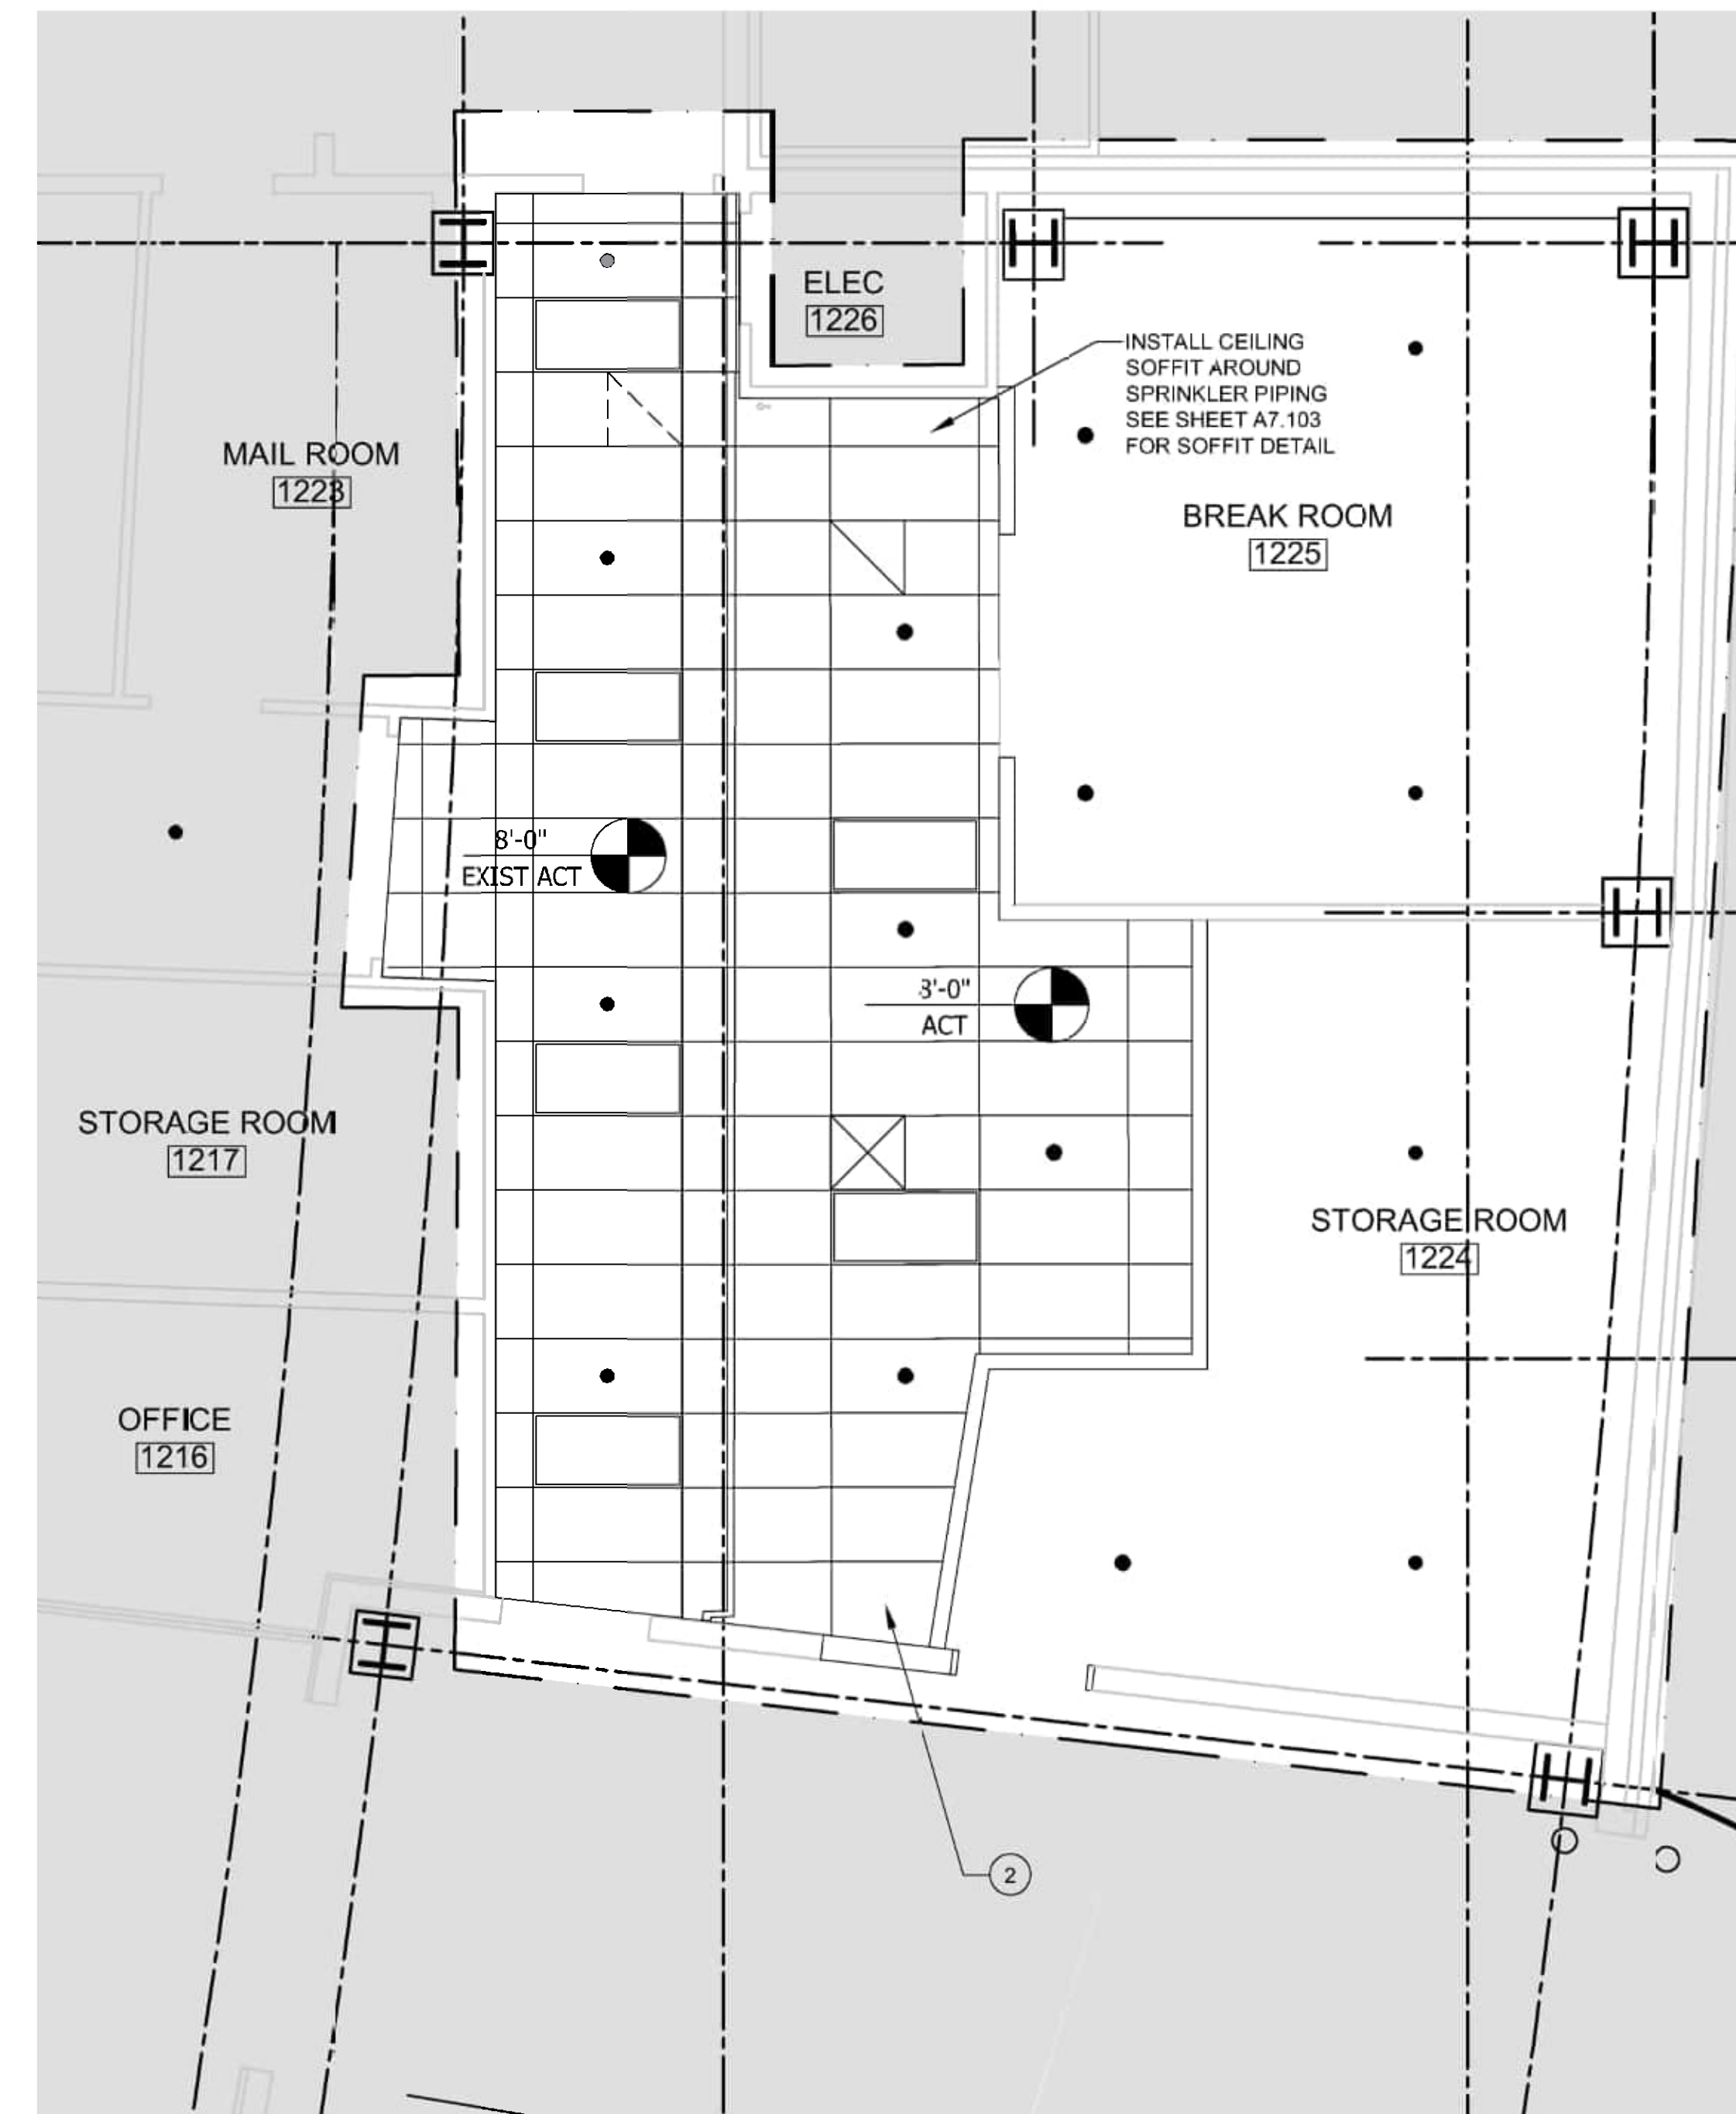 ELEC
1226
INSTALL CEILING
SOFFIT AROUND
SPRINKLER PIPING
SEE SHEET A7.103
FOR SOFFIT DETAIL
MAIL ROOM
1223
BREAK ROOM
1225
8'-0"
EXIST ACT
8'-0"
ACT
STORAGE ROOM
1217
STORAGE ROOM
1224
OFFICE
1216
2